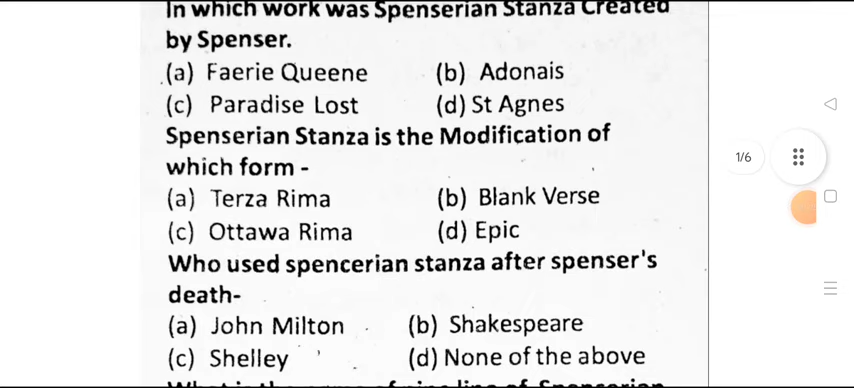 In which work was Spenserian Stanza Created
by Spenser.
(a) Faerie Queene (b) Adonais
(c) Paradise Lost (d) St Agnes
Spenserian Stanza is the Modification of
which form -
(a) Terza Rima (b) Blank Verse
(c) Ottawa Rima (d) Epic
1/6
Who used spencerian stanza after spenser's
death-
(a) John Milton (b) Shakespeare
(c) Shelley (d) None of the above